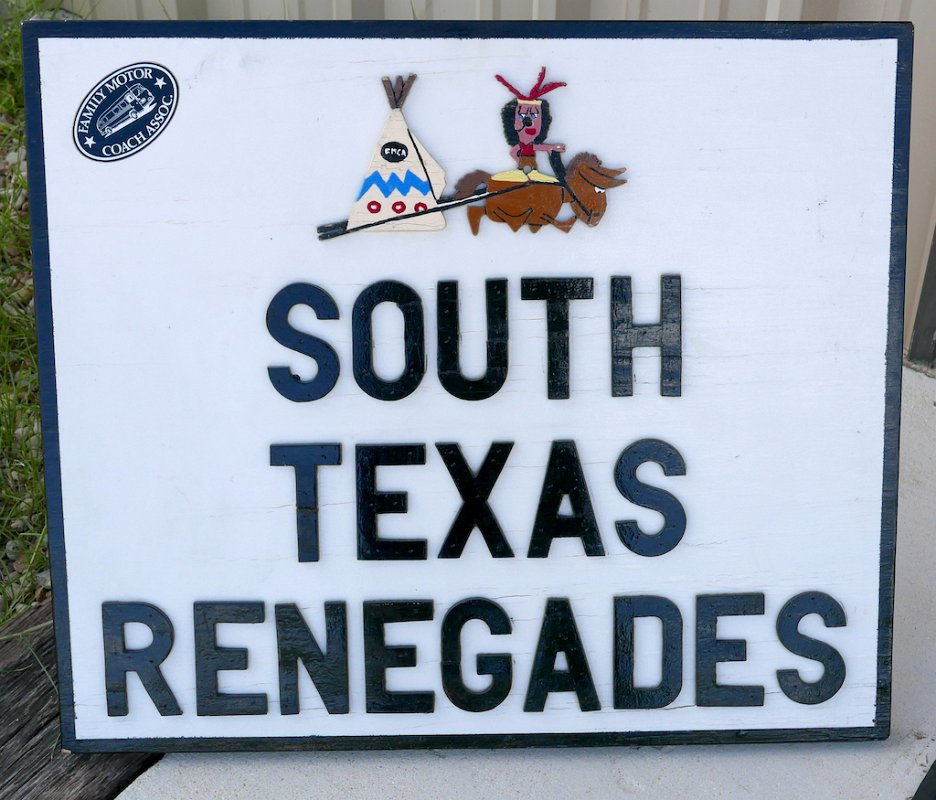 FAMILY MOTOR
COACH ASSOC.
FMCA
SOUTH
TEXAS
RENEGADES